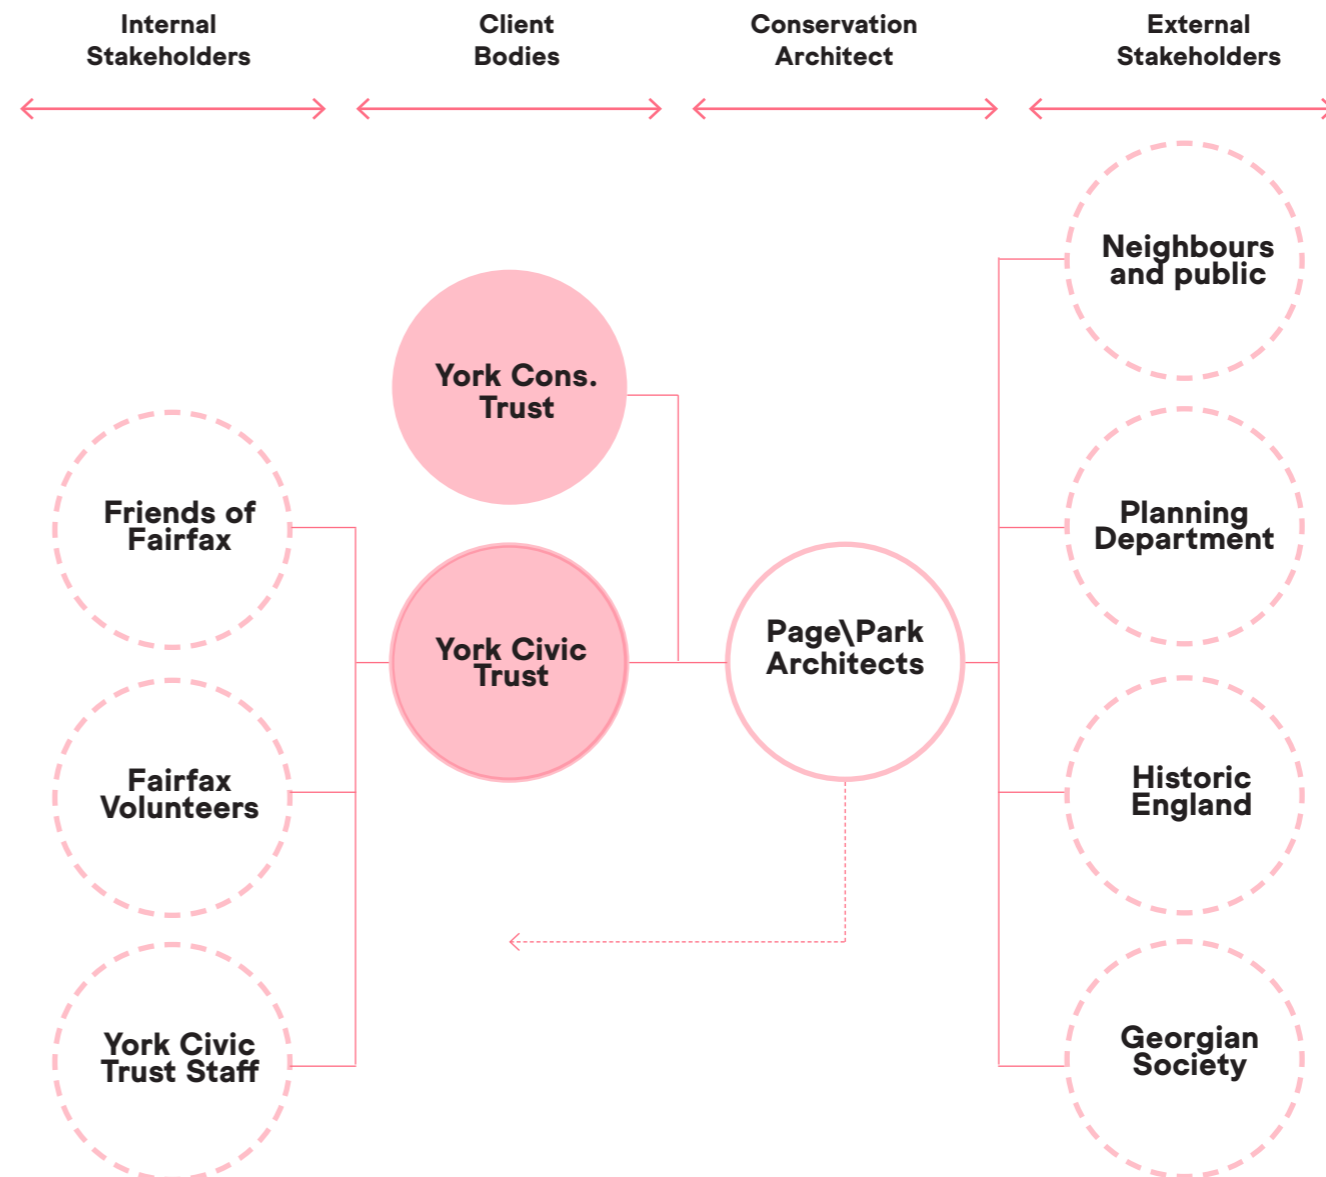 Internal
Stakeholders
Client
Bodies
Conservation
Architect
External
Stakeholders
Neighbours
and public
York Cons.
Trust
Friends of
Fairfax
Planning
Department
York Civic
Trust
Page\Park
Architects
Fairfax
Volunteers
Historic
England
York Civic
Trust Staff
Georgian
Society